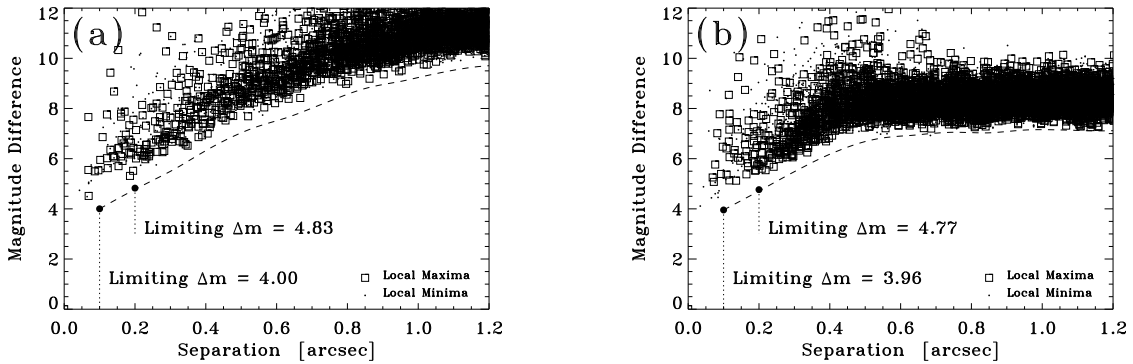 (a)
Magnitude Difference
12
10
8
6
4
2
0
Limiting Δm = 4.83
Limiting Δm = 4.00
Local Maxima
Local Minima
0.0 0.2 0.4 0.6 0.8 1.0 1.2
Separation [arcsec]
(b)
Magnitude Difference
12
10
8
6
4
2
0
Limiting Δm = 4.77
Limiting Δm = 3.96
Local Maxima
Local Minima
0.0 0.2 0.4 0.6 0.8 1.0 1.2
Separation [arcsec]